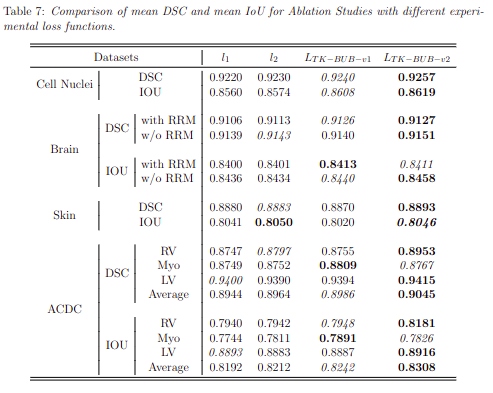 Table 7: Comparison of mean DSC and mean IoU for Ablation Studies with different experi-
mental loss functions.
Datasets l1 l2 LTK−BUB−v1 LTK−BUB−v2
Cell Nuclei DSC 0.9220 0.9230 0.9240 0.9257
IOU 0.8560 0.8574 0.8608 0.8619
Brain DSC with RRM 0.9106 0.9113 0.9126 0.9127
w/o RRM 0.9139 0.9143 0.9140 0.9151
IOU with RRM 0.8400 0.8401 0.8413 0.8411
w/o RRM 0.8436 0.8434 0.8440 0.8458
Skin DSC 0.8880 0.8883 0.8870 0.8893
IOU 0.8041 0.8050 0.8020 0.8046
ACDC DSC RV 0.8747 0.8797 0.8755 0.8953
Myo 0.8749 0.8752 0.8809 0.8767
LV 0.9400 0.9390 0.9394 0.9415
Average 0.8944 0.8964 0.8986 0.9045
IOU RV 0.7940 0.7942 0.7948 0.8181
Myo 0.7744 0.7811 0.7891 0.7826
LV 0.8893 0.8883 0.8887 0.8916
Average 0.8192 0.8212 0.8242 0.8308